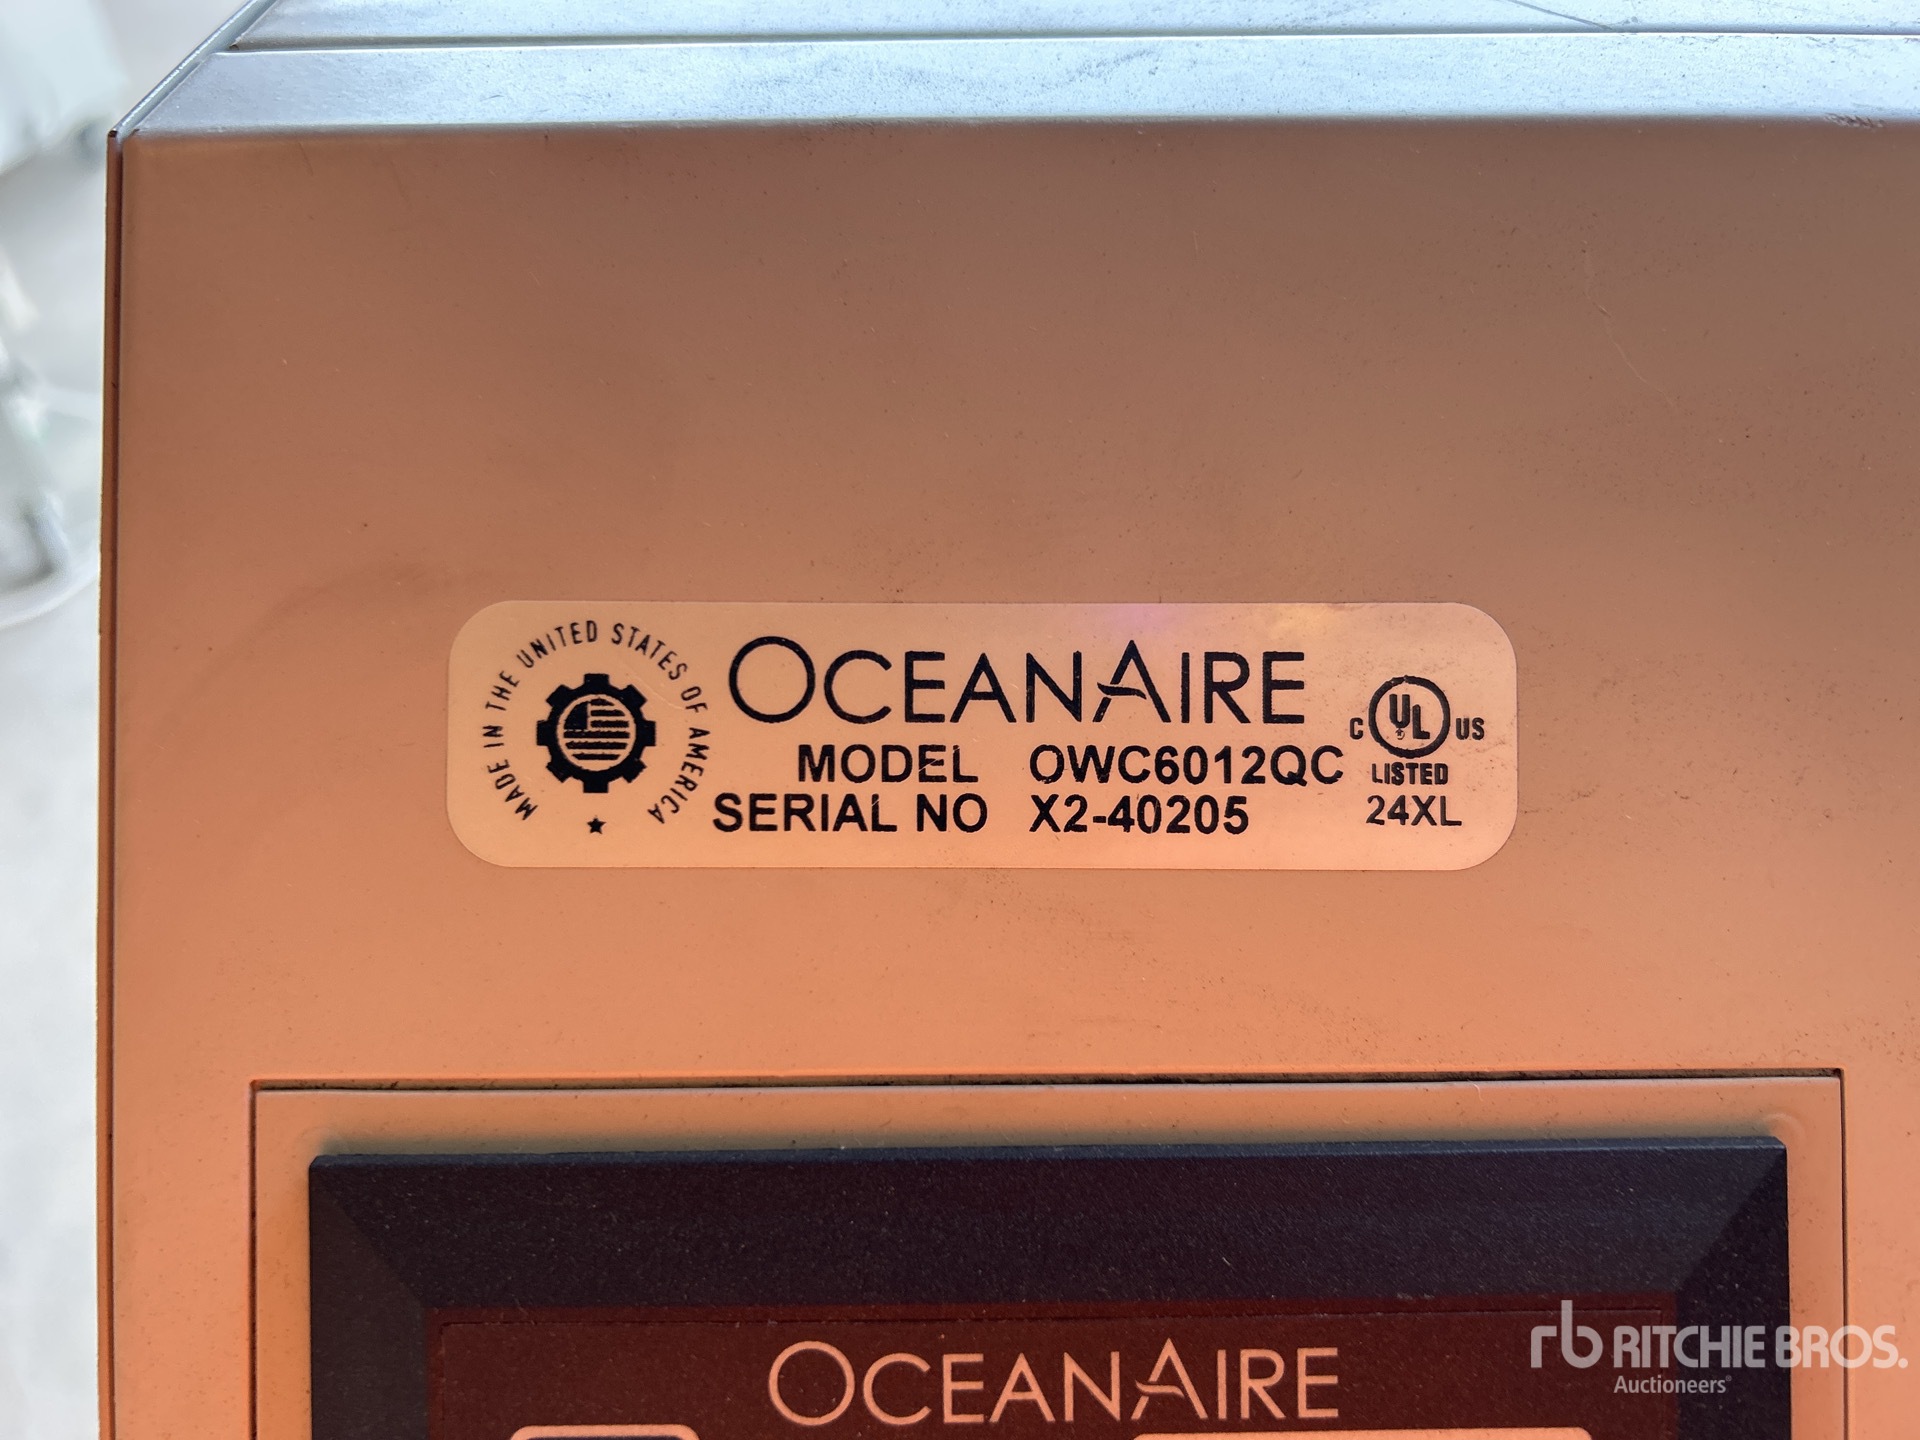 MADE IN THE UNITED STATES OF AMERICA
OCEANAIRE
MODEL OWC6012QC
SERIAL NO X2-40205
C UL US
LISTED
24XL
OCEANAIRE
rb RITCHIE BROS.
Auctioneers